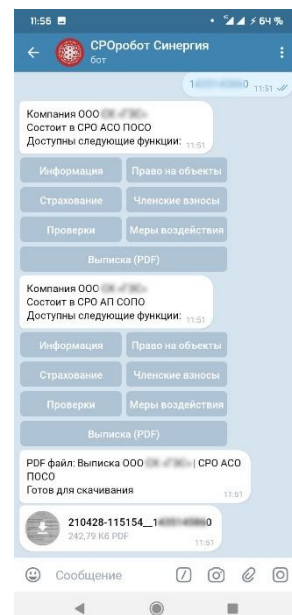 11:56
64 %
СРОробот Синергия
бот
11:51
Компания ООО
Состоит в СРО АСО ПОСО
Доступны следующие функции: 11:51
Информация Право на объекты
Страхование Членские взносы
Проверки Меры воздействия
Выписка (PDF)
Компания ООО
Состоит в СРО АП СОПО
Доступны следующие функции: 11:51
Информация Право на объекты
Страхование Членские взносы
Проверки Меры воздействия
Выписка (PDF)
PDF файл: Выписка ООО | СРО АСО
ПОСО
Готов для скачивания 11:51
210428-115154__1 0
242,79 Кб PDF 11:51
Сообщение